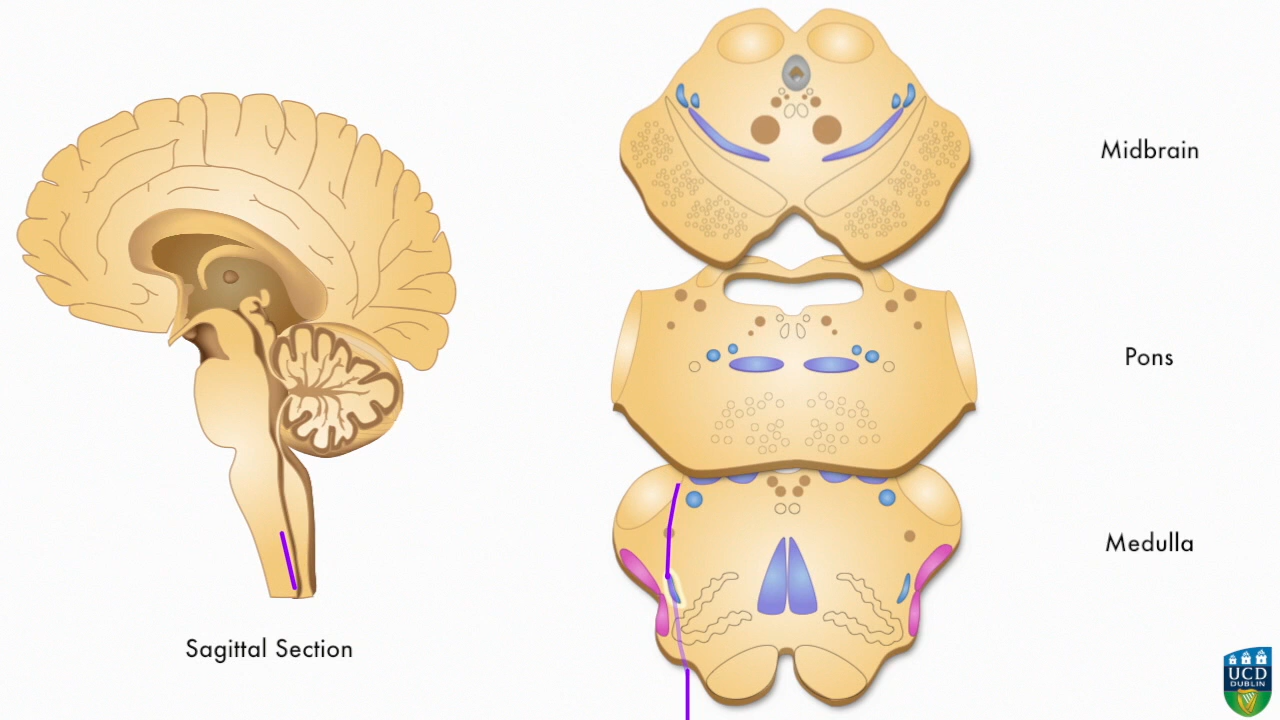 Midbrain
Pons
Medulla
Sagittal Section
UCD
DUBLIN